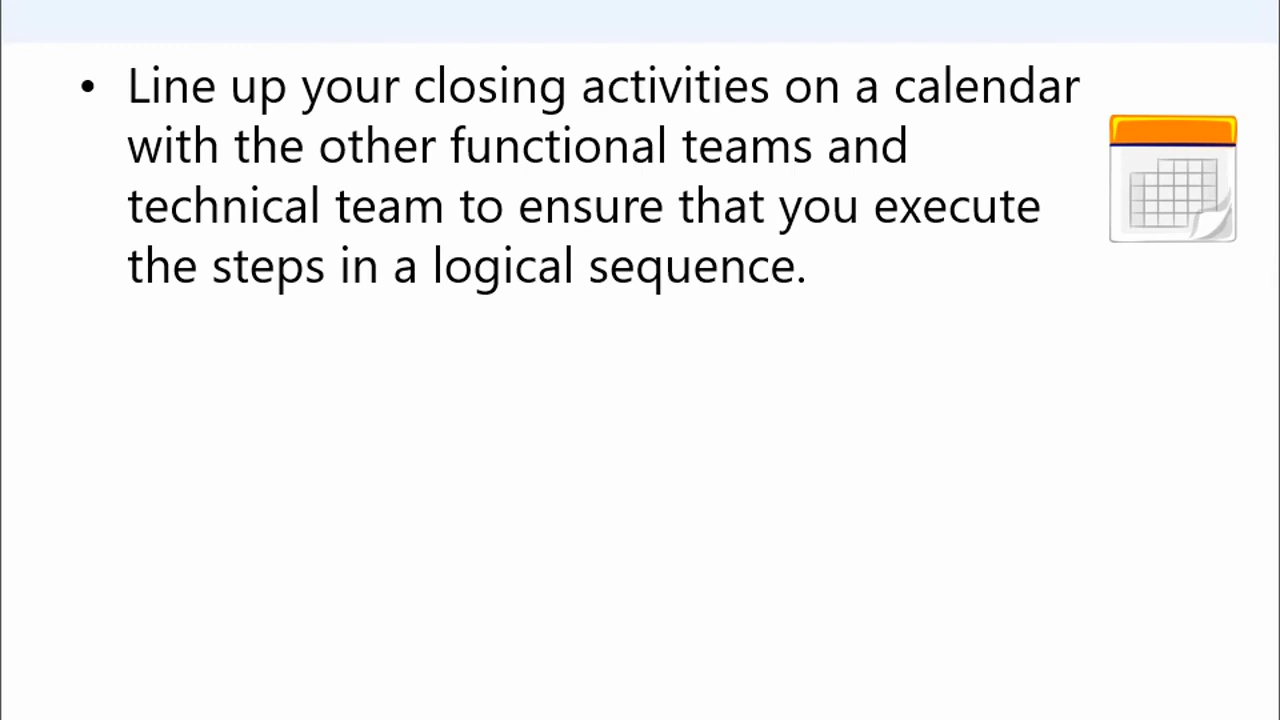 • Line up your closing activities on a calendar
with the other functional teams and
technical team to ensure that you execute
the steps in a logical sequence.